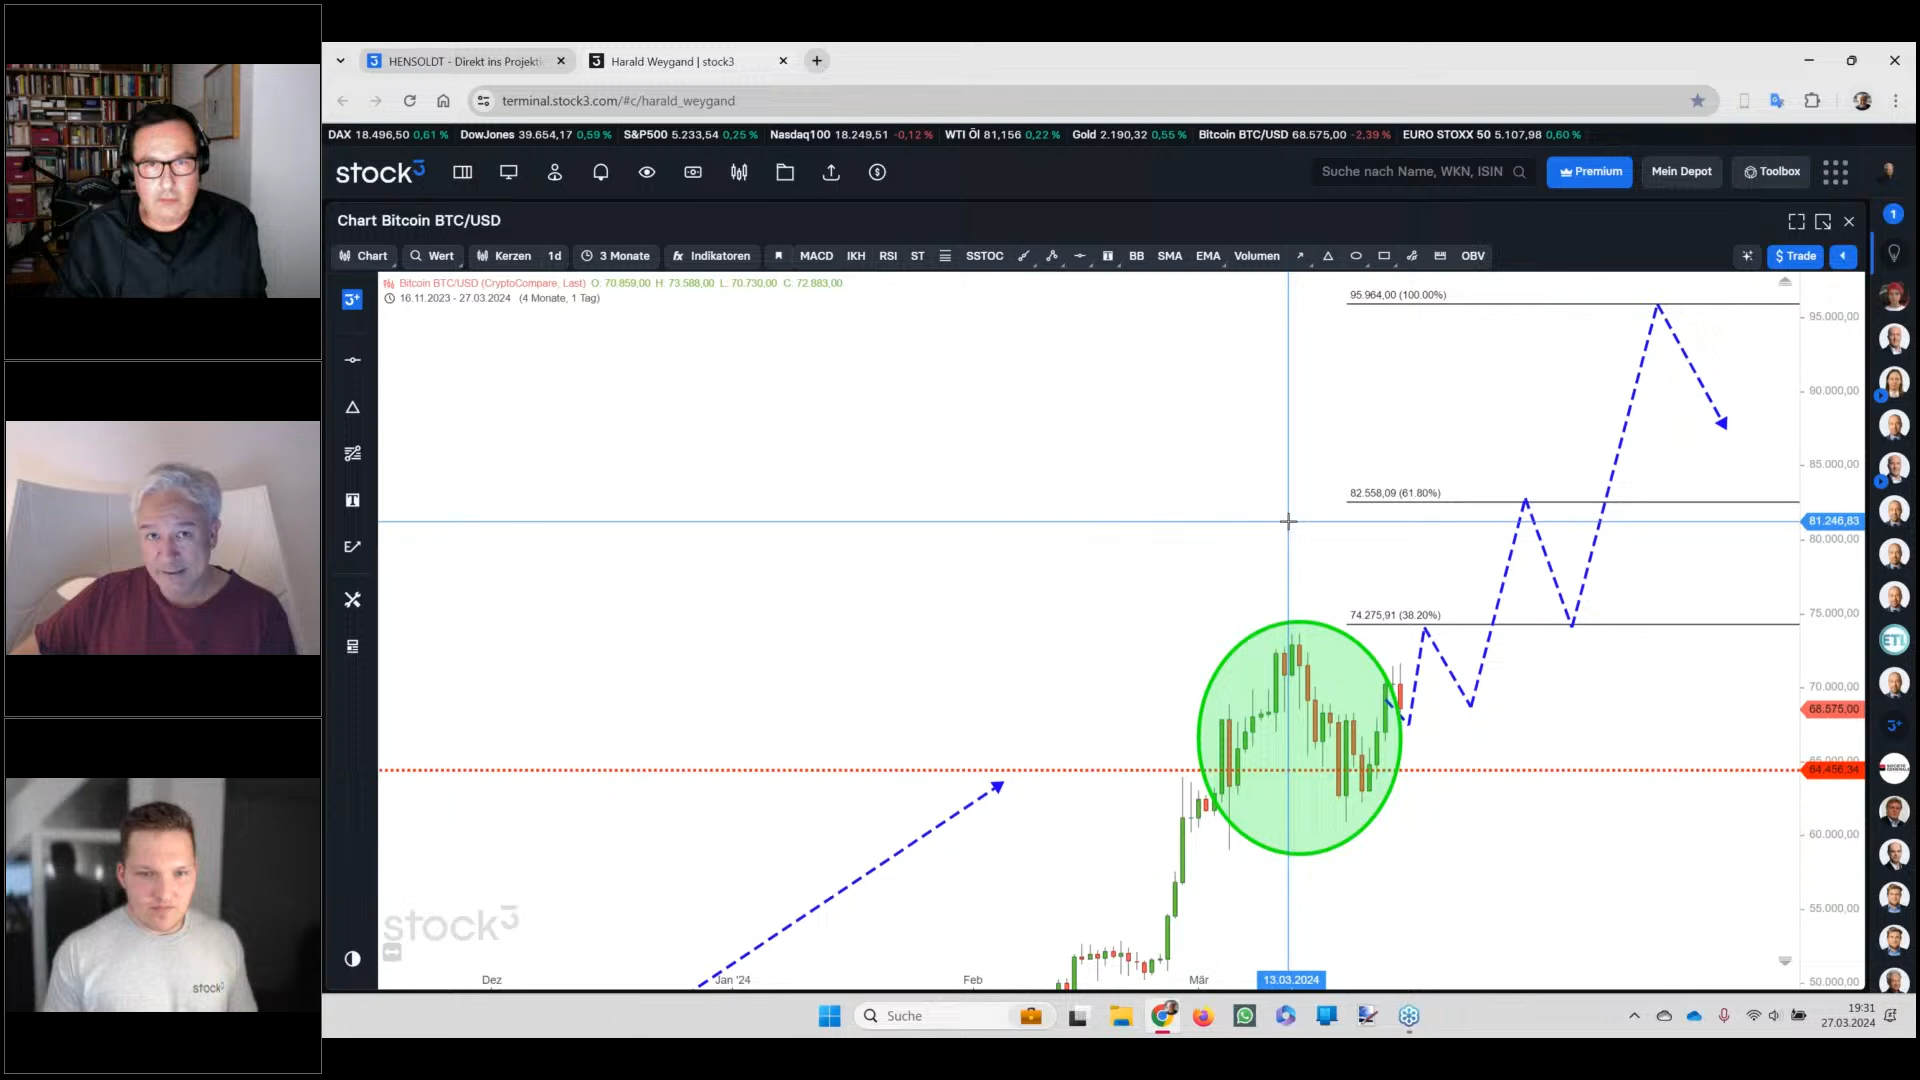 HENSOLDT - Direkt ins Projekti
Harald Weygand | stock3
terminal.stock3.com/#c/harald_weygand
DAX 18.496,50 0,61 % DowJones 39.654,17 0,59 % S&P500 5.233,54 0,25 % Nasdaq100 18.249,51 -0,12 % WTI Öl 81,156 0,22 % Gold 2.190,32 0,55 % Bitcoin BTC/USD 68.575,00 -2,39 % EURO STOXX 50 5.107,98 0,60 %
stock3
Suche nach Name, WKN, ISIN
Premium
Mein Depot
Toolbox
Chart Bitcoin BTC/USD
1
Chart Wert Kerzen 1d 3 Monate fx Indikatoren MACD IKH RSI ST SSTOC BB SMA EMA Volumen OBV $ Trade
Bitcoin BTC/USD (CryptoCompare, Last) O: 70.859,00 H: 73.588,00 L: 70.730,00 C: 72.883,00
16.11.2023 - 27.03.2024 (4 Monate, 1 Tag)
95.964,00 (100.00%)
95.000,00
90.000,00
85.000,00
82.558,09 (61.80%)
81.246,83
80.000,00
74.275,91 (38.20%)
75.000,00
70.000,00
68.575,00
64.456,34
60.000,00
55.000,00
50.000,00
ETI
3+
stock3
Dez Jan '24 Feb Mär 13.03.2024
stock3
Suche
19:31
27.03.2024